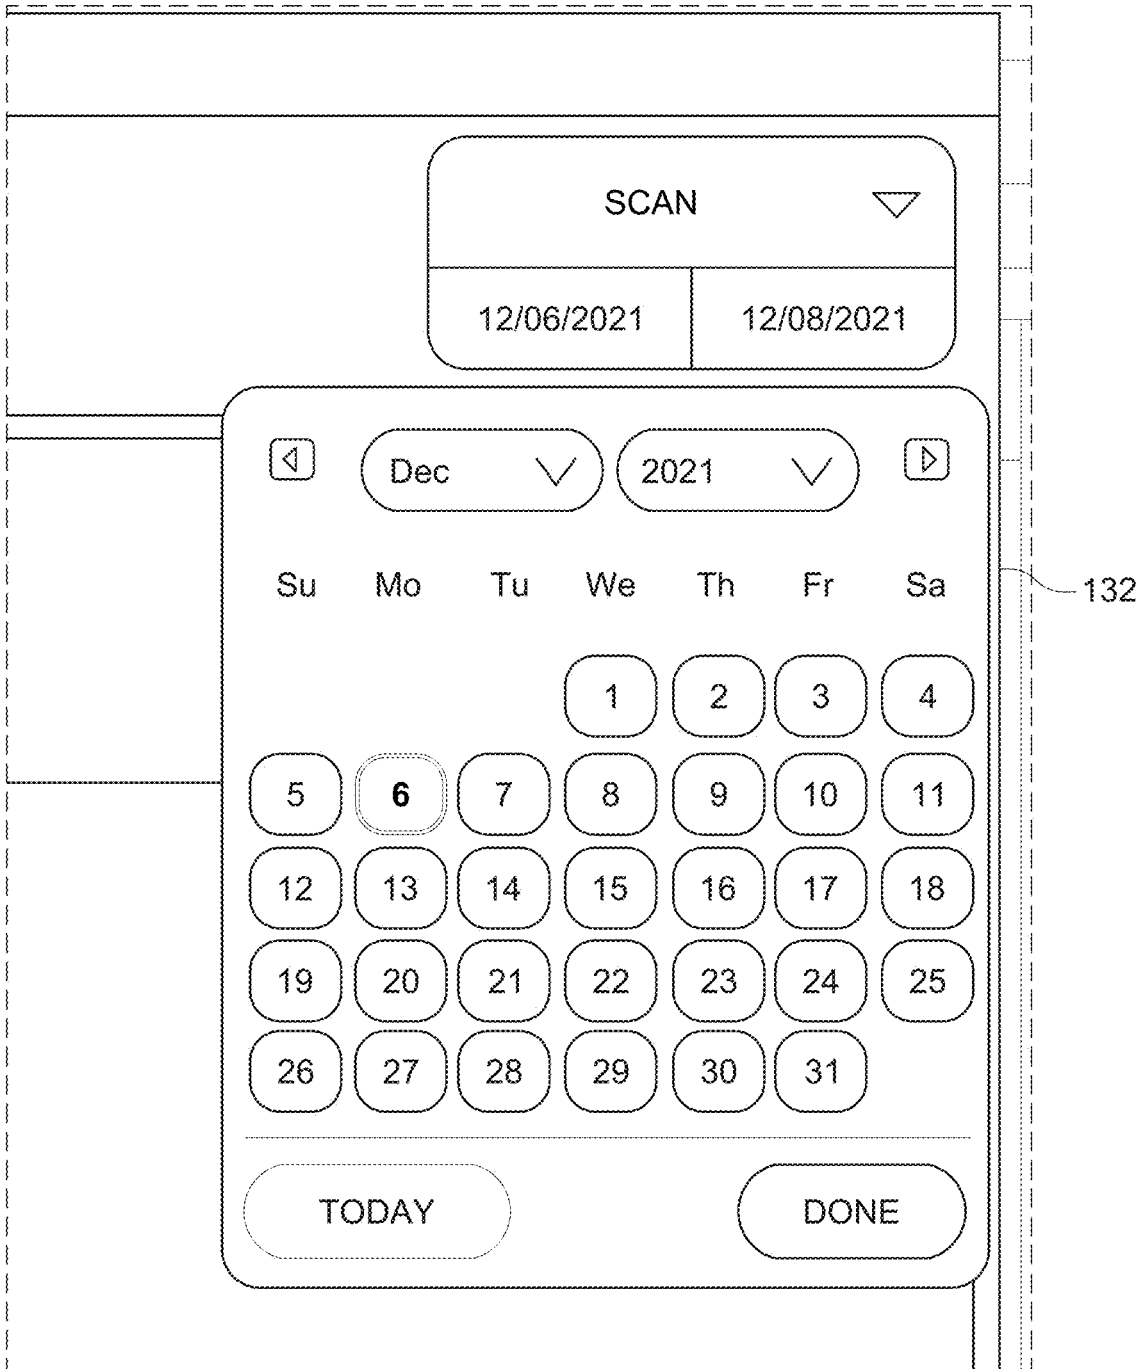 SCAN
12/06/2021 12/08/2021
Dec 2021
Su Mo Tu We Th Fr Sa
132
1 2 3 4
5 6 7 8 9 10 11
12 13 14 15 16 17 18
19 20 21 22 23 24 25
26 27 28 29 30 31
TODAY DONE